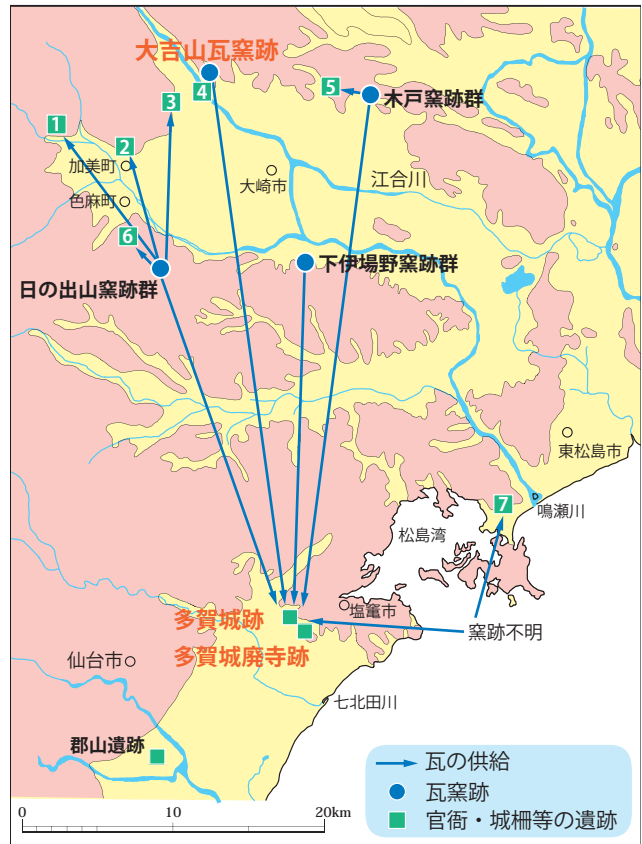 大吉山瓦窯跡
5
木戸窯跡群
4
3
1
2
加美町
大崎市
江合川
色麻町
6
下伊場野窯跡群
日の出山窯跡群
東松島市
7
鳴瀬川
松島湾
多賀城跡
塩竈市
窯跡不明
多賀城廃寺跡
仙台市
七北田川
郡山遺跡
瓦の供給
瓦窯跡
官衙・城柵等の遺跡
0 10 20km